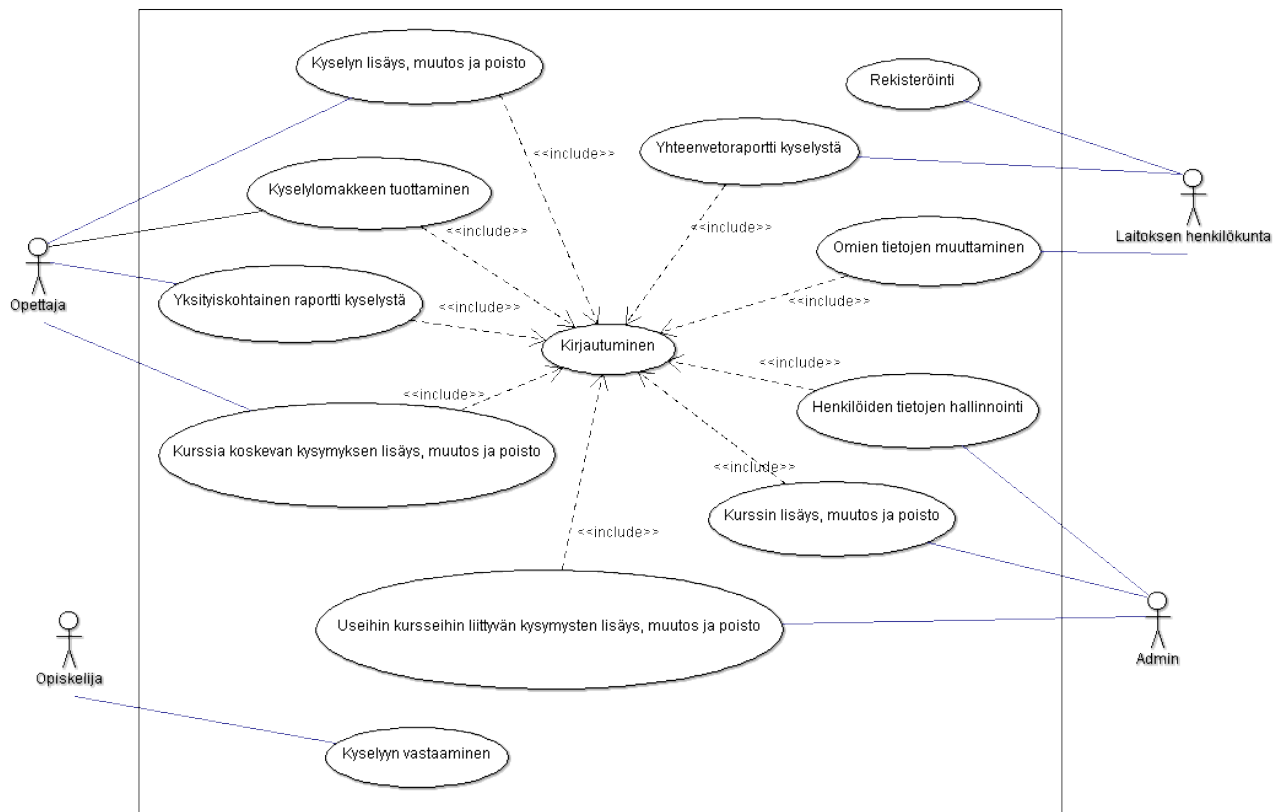 Kyselyn lisäys, muutos ja poisto
Rekisteröinti
<<include>>
Yhteenvetoraportti kyselystä
Kyselylomakkeen tuottaminen
<<include>>
<<include>>
Laitoksen henkilökunta
Omien tietojen muuttaminen
Opettaja
Yksityiskohtainen raportti kyselystä
<<include>>
<<include>>
Kirjautuminen
<<include>>
<<include>>
Henkilöiden tietojen hallinnointi
Kurssia koskevan kysymyksen lisäys, muutos ja poisto
<<include>>
Kurssin lisäys, muutos ja poisto
<<include>>
Useihin kursseihin liittyvän kysymysten lisäys, muutos ja poisto
Admin
Opiskelija
Kyselyyn vastaaminen